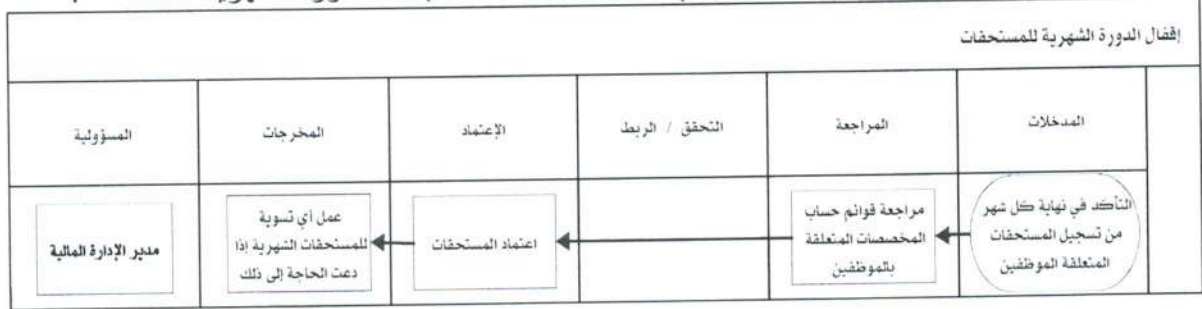 إقفال الدورة الشهرية للمستحقات
المدخلات
المراجعة
التحقق / الربط
الإعتماد
المخرجات
المسؤولية
التأكد في نهاية كل شهر
من تسجيل المستحقات
المتعلقة الموظفين
مراجعة قوائم حساب
المخصصات المتعلقة
بالموظفين
اعتماد المستحقات
عمل أي تسوية
للمستحقات الشهرية إذا
دعت الحاجة إلى ذلك
مدير الإدارة المالية